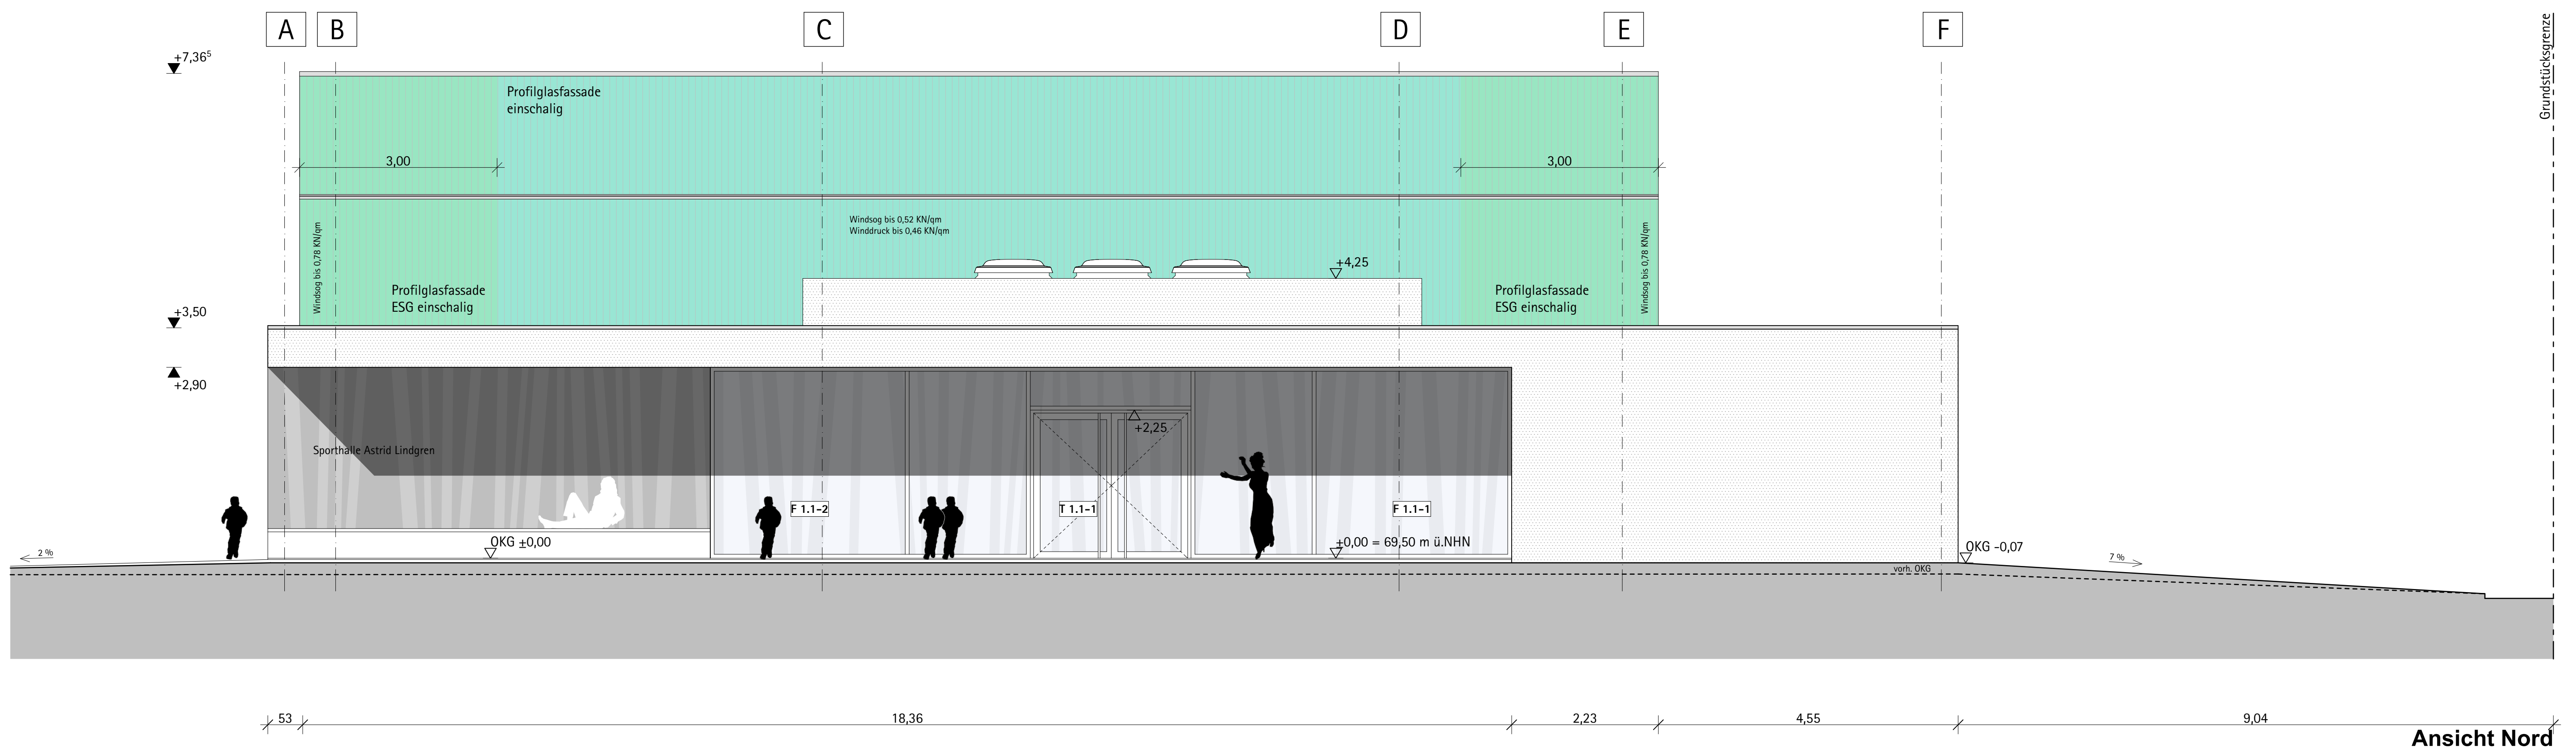 A
B
C
D
E
F
Grundstücksgrenze
+7,36⁵
Profilglasfassade
einschalig
3,00
3,00
Windsog bis 0,78 KN/qm
Windsog bis 0,52 KN/qm
Winddruck bis 0,46 KN/qm
Windsog bis 0,78 KN/qm
+4,25
Profilglasfassade
ESG einschalig
Profilglasfassade
ESG einschalig
+3,50
+2,90
+2,25
Sporthalle Astrid Lindgren
F 1.1-2
T 1.1-1
F 1.1-1
OKG ±0,00
±0,00 = 69,50 m ü.NHN
OKG -0,07
2 %
7 %
vorh. OKG
53
18,36
2,23
4,55
9,04
Ansicht Nord